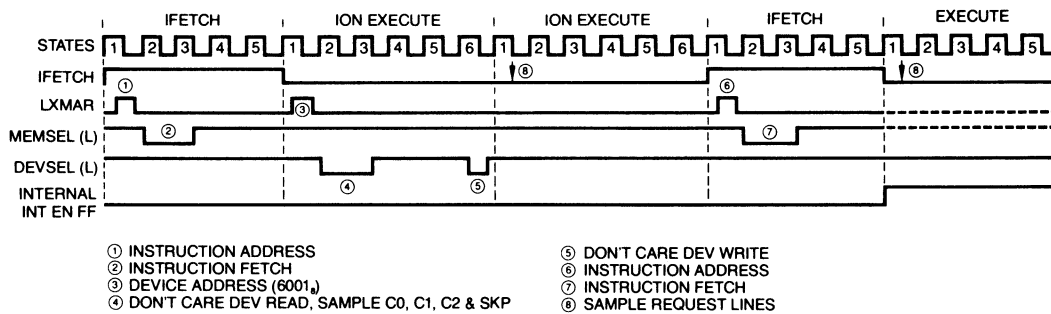 IFETCH ION EXECUTE ION EXECUTE IFETCH EXECUTE
STATES 1 2 3 4 5 1 2 3 4 5 6 1 2 3 4 5 6 1 2 3 4 5 1 2 3 4 5
IFETCH ⑧ ⑧
LXMAR ① ③ ⑥
MEMSEL (L) ② ⑦
DEVSEL (L) ④ ⑤
INTERNAL
INT EN FF
① INSTRUCTION ADDRESS
② INSTRUCTION FETCH
③ DEVICE ADDRESS (6001₈)
④ DON'T CARE DEV READ, SAMPLE C0, C1, C2 & SKP
⑤ DON'T CARE DEV WRITE
⑥ INSTRUCTION ADDRESS
⑦ INSTRUCTION FETCH
⑧ SAMPLE REQUEST LINES